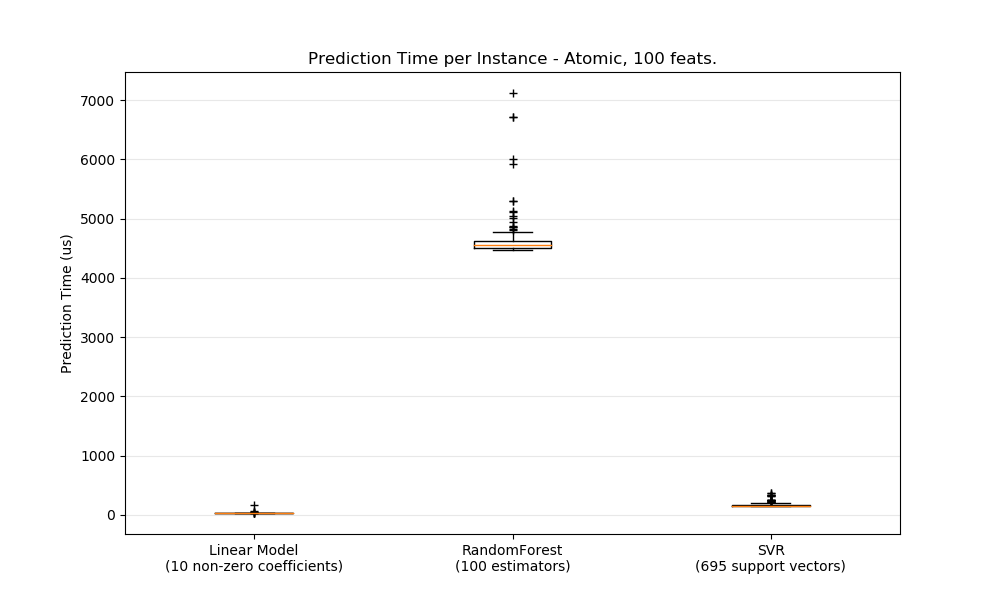 Prediction Time per Instance - Atomic, 100 feats.
Prediction Time (us)
7000
6000
5000
4000
3000
2000
1000
0
Linear Model
(10 non-zero coefficients)
RandomForest
(100 estimators)
SVR
(695 support vectors)